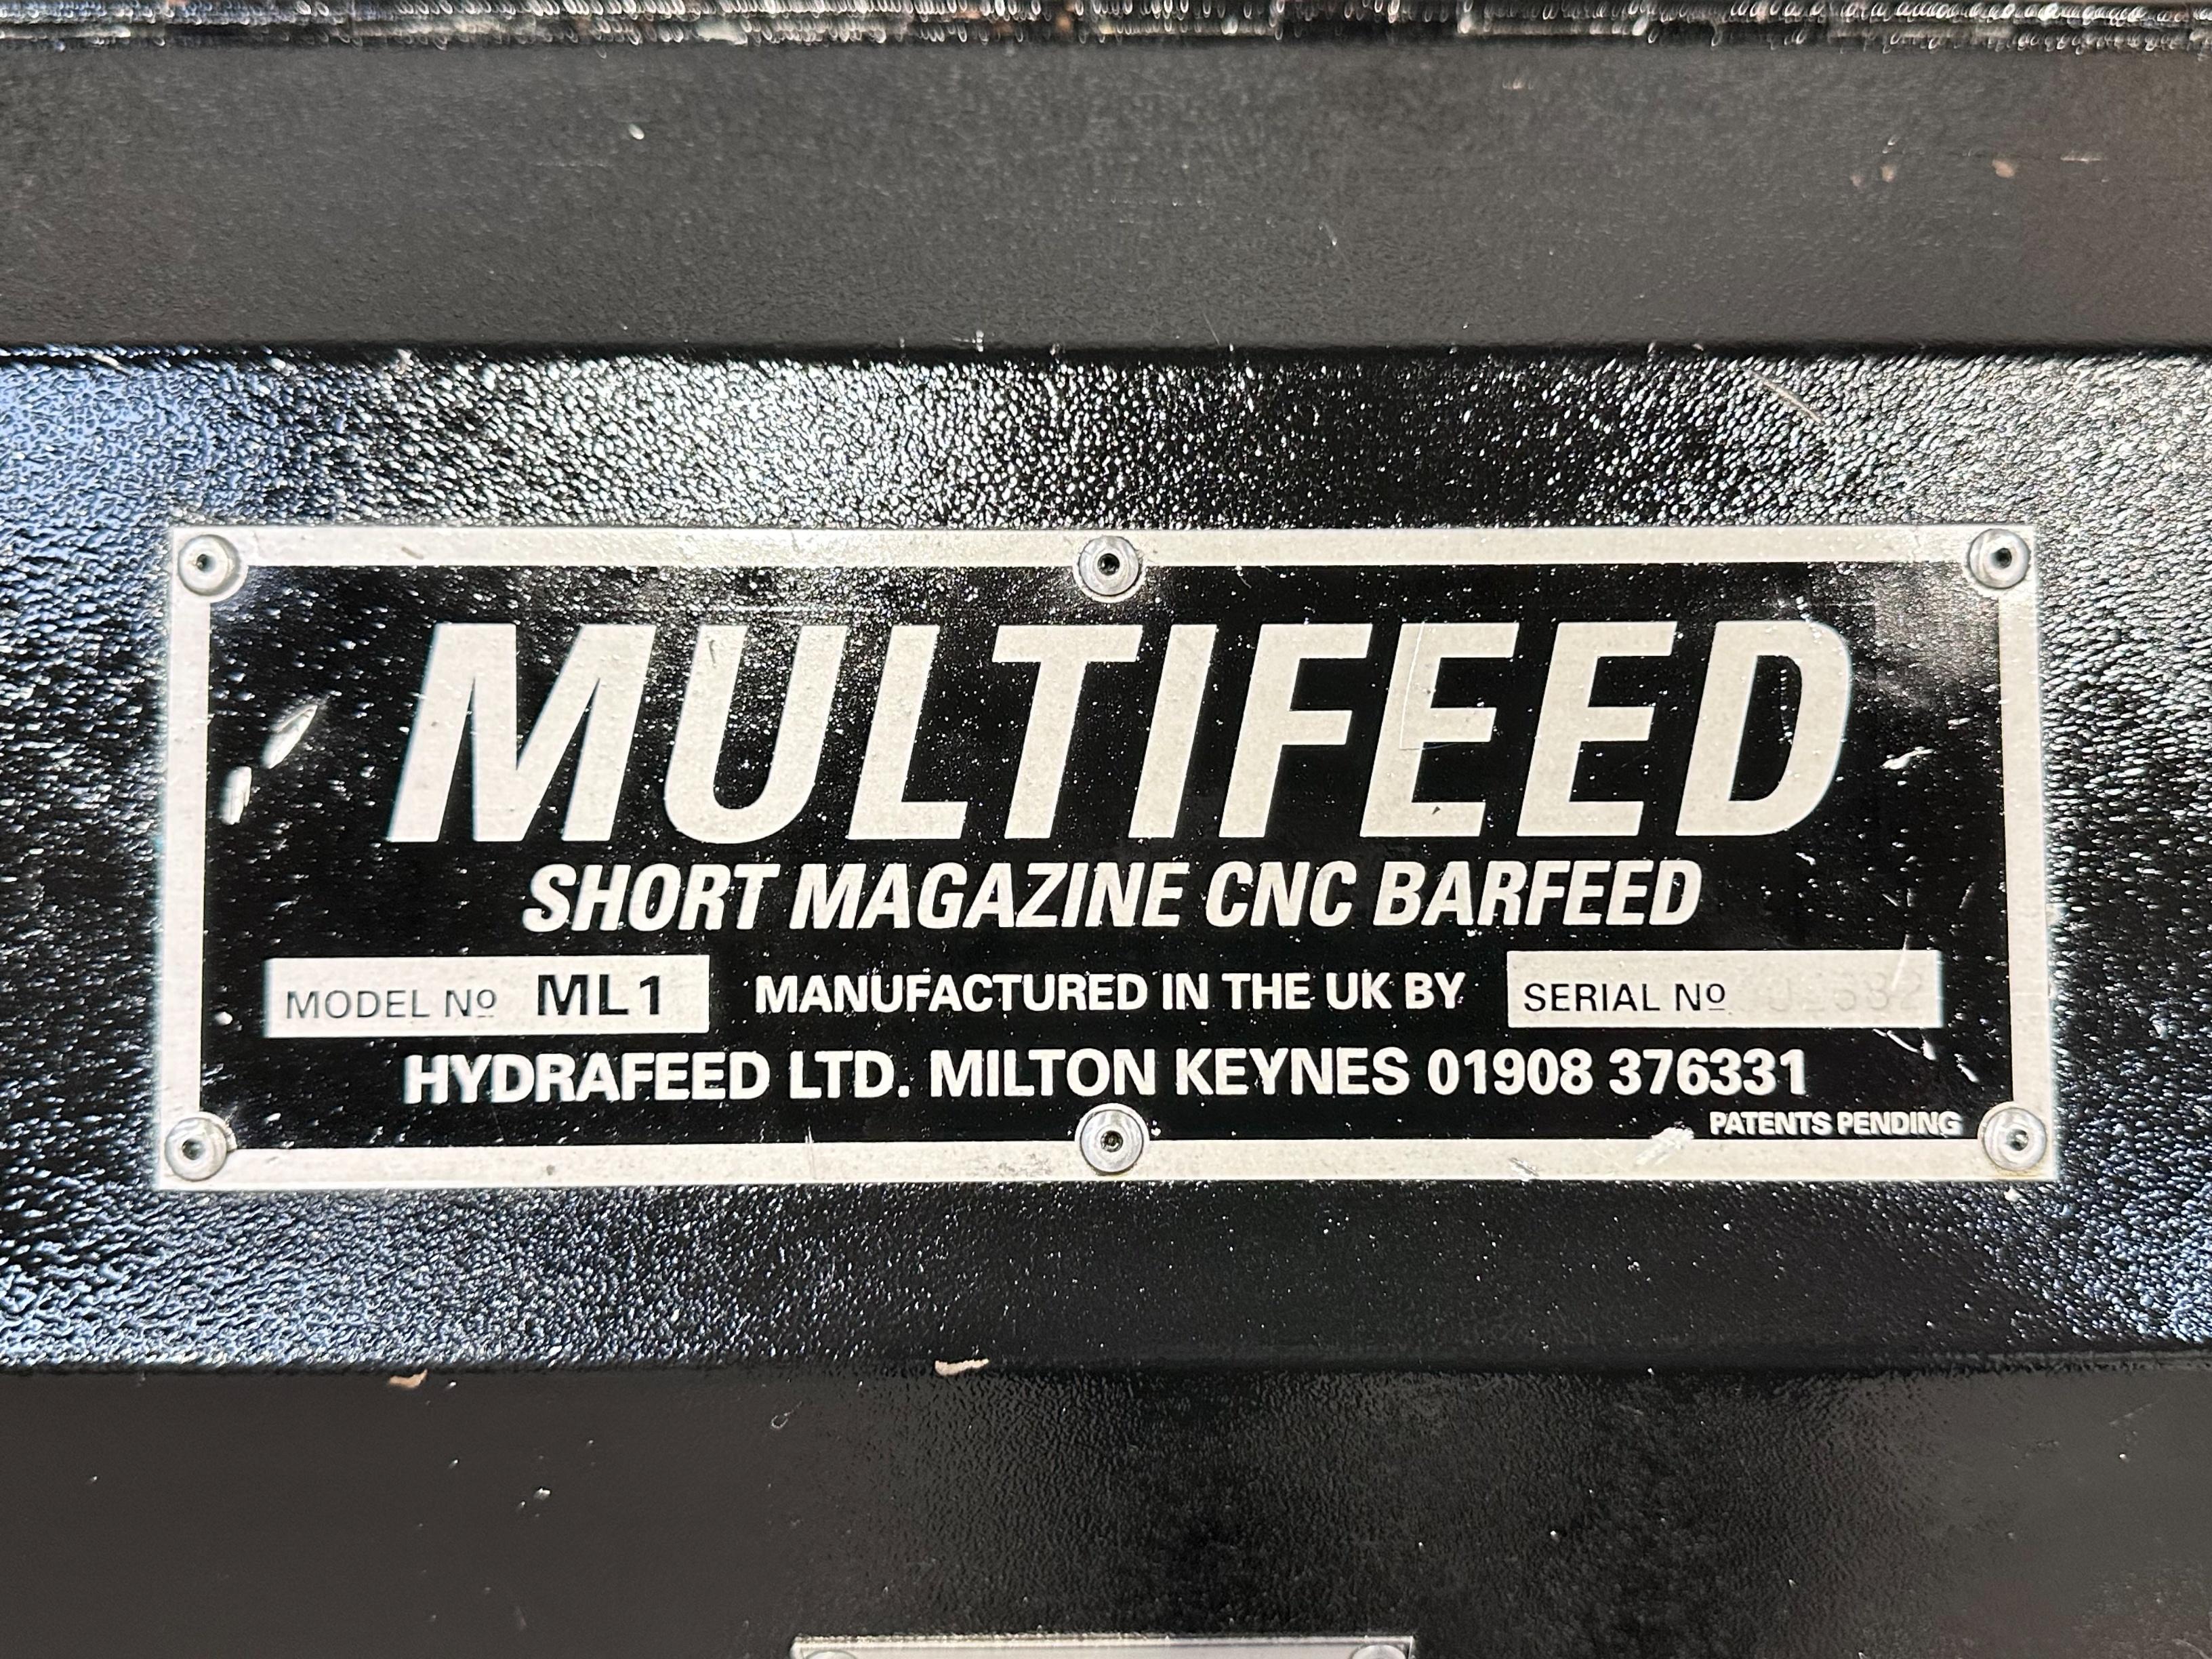 MULTIFEED
SHORT MAGAZINE CNC BARFEED
MODEL Nº ML1 MANUFACTURED IN THE UK BY SERIAL Nº
HYDRAFEED LTD. MILTON KEYNES 01908 376331
PATENTS PENDING